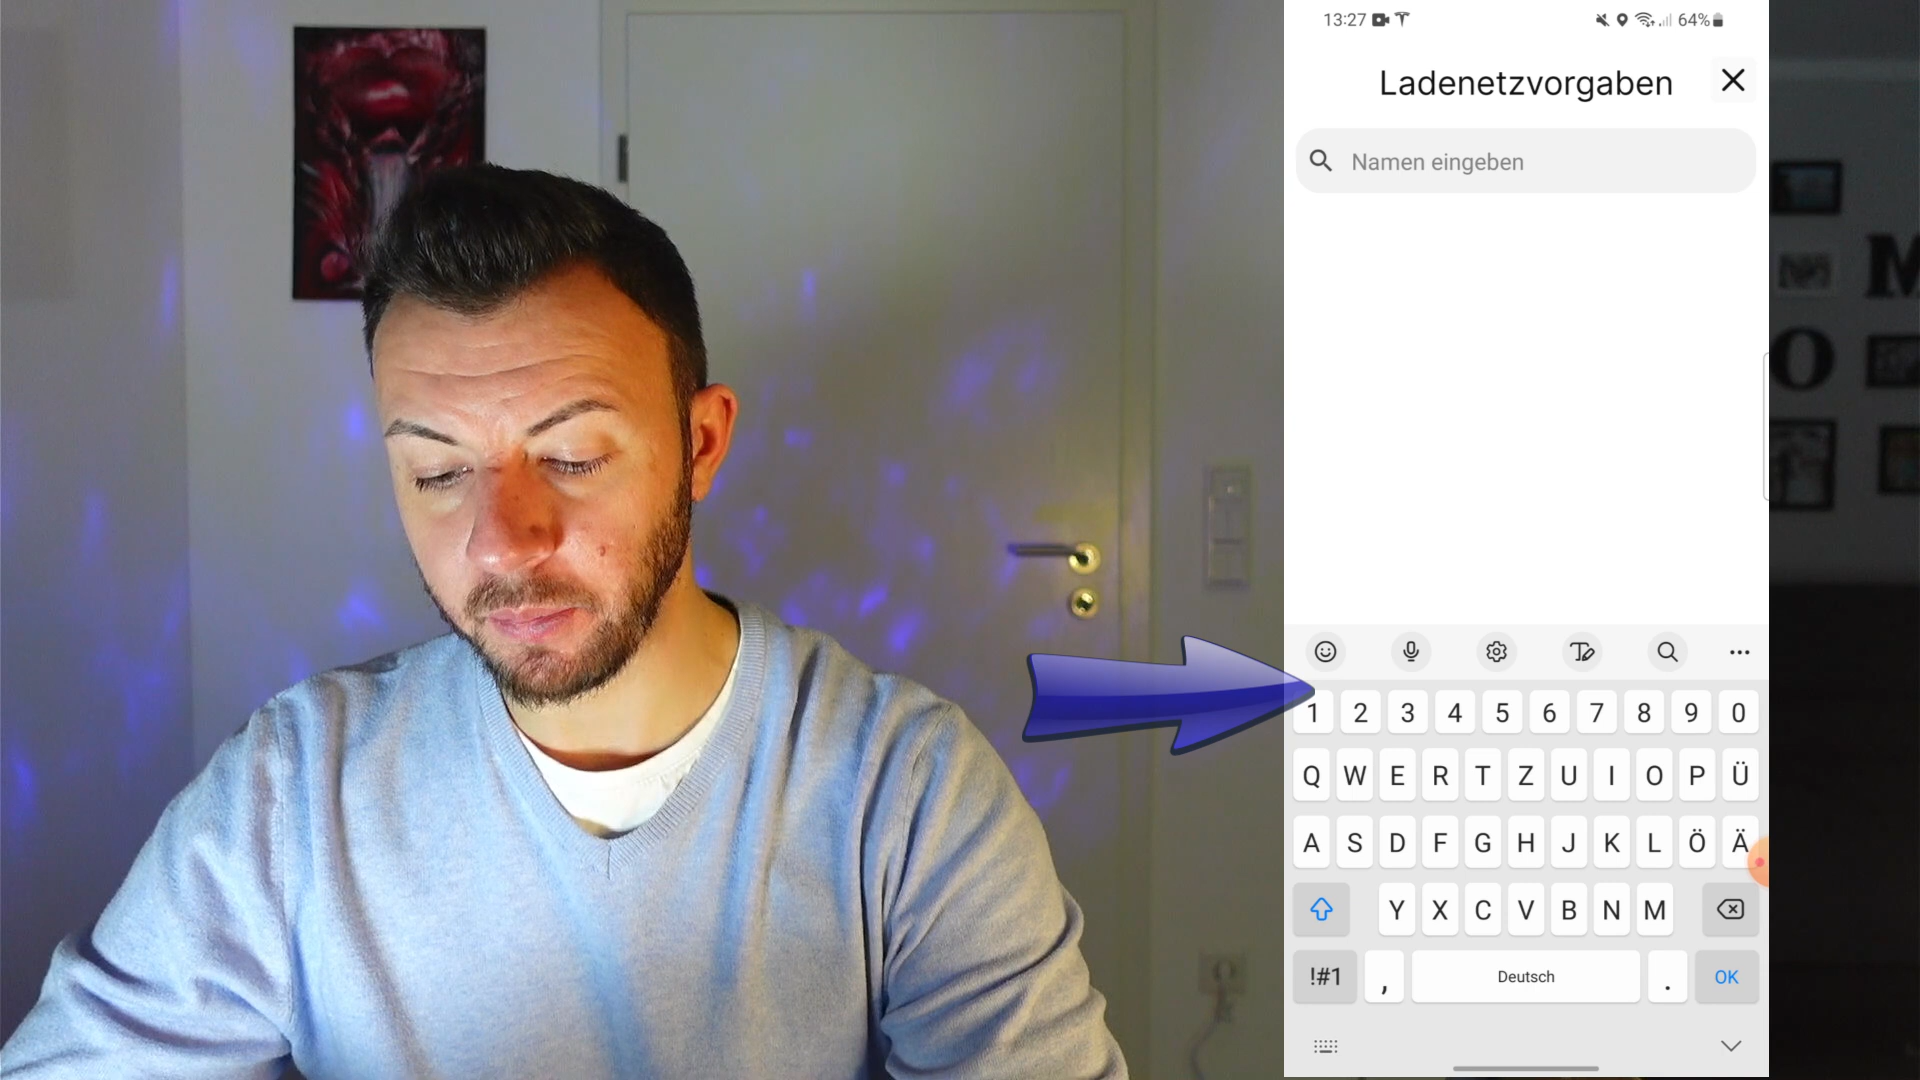 13:27
64%
Ladenetzvorgaben
Namen eingeben
M
O
1 2 3 4 5 6 7 8 9 0
Q W E R T Z U I O P Ü
A S D F G H J K L Ö Ä
Y X C V B N M
!#1 , Deutsch . OK